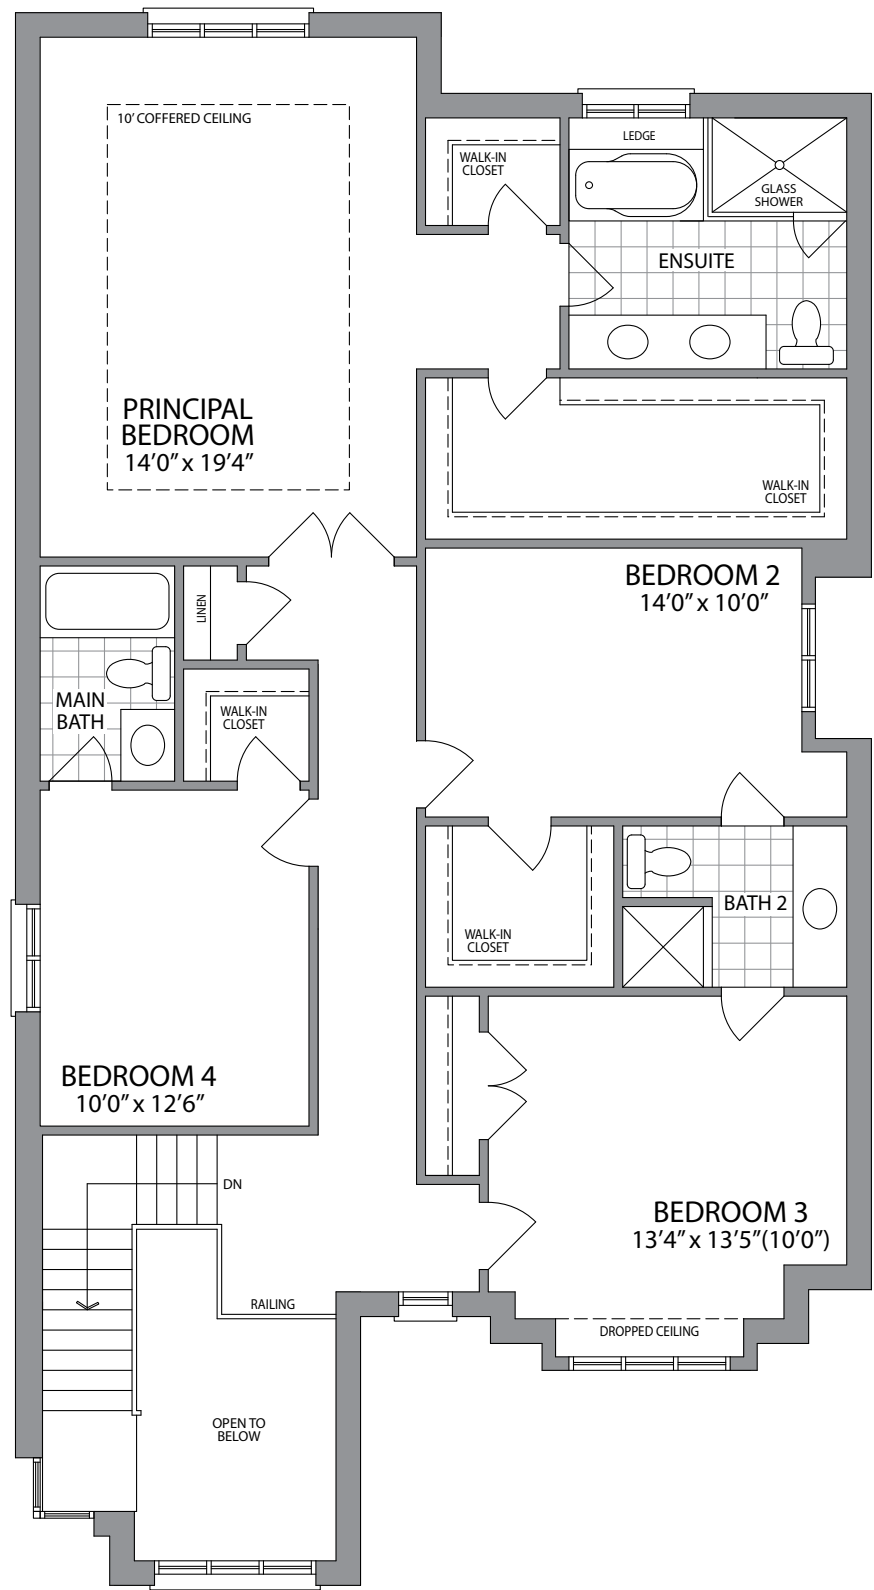 10' COFFERED CEILING
WALK-IN
CLOSET
LEDGE
GLASS
SHOWER
ENSUITE
PRINCIPAL
BEDROOM
14'0" x 19'4"
WALK-IN
CLOSET
BEDROOM 2
14'0" x 10'0"
LINEN
MAIN
BATH
WALK-IN
CLOSET
WALK-IN
CLOSET
BATH 2
BEDROOM 4
10'0" x 12'6"
DN
BEDROOM 3
13'4" x 13'5"(10'0")
RAILING
DROPPED CEILING
OPEN TO
BELOW